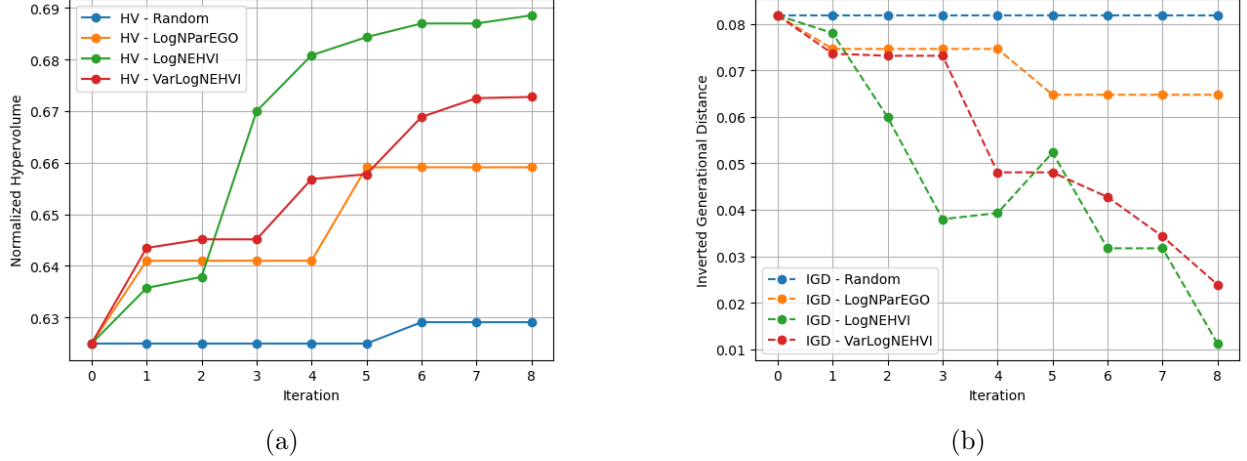 0.69
0.68
0.67
0.66
0.65
0.64
0.63
Normalized Hypervolume
HV - Random
HV - LogNParEGO
HV - LogNEHVI
HV - VarLogNEHVI
0 1 2 3 4 5 6 7 8
Iteration
(a)
0.08
0.07
0.06
0.05
0.04
0.03
0.02
0.01
Inverted Generational Distance
IGD - Random
IGD - LogNParEGO
IGD - LogNEHVI
IGD - VarLogNEHVI
0 1 2 3 4 5 6 7 8
Iteration
(b)